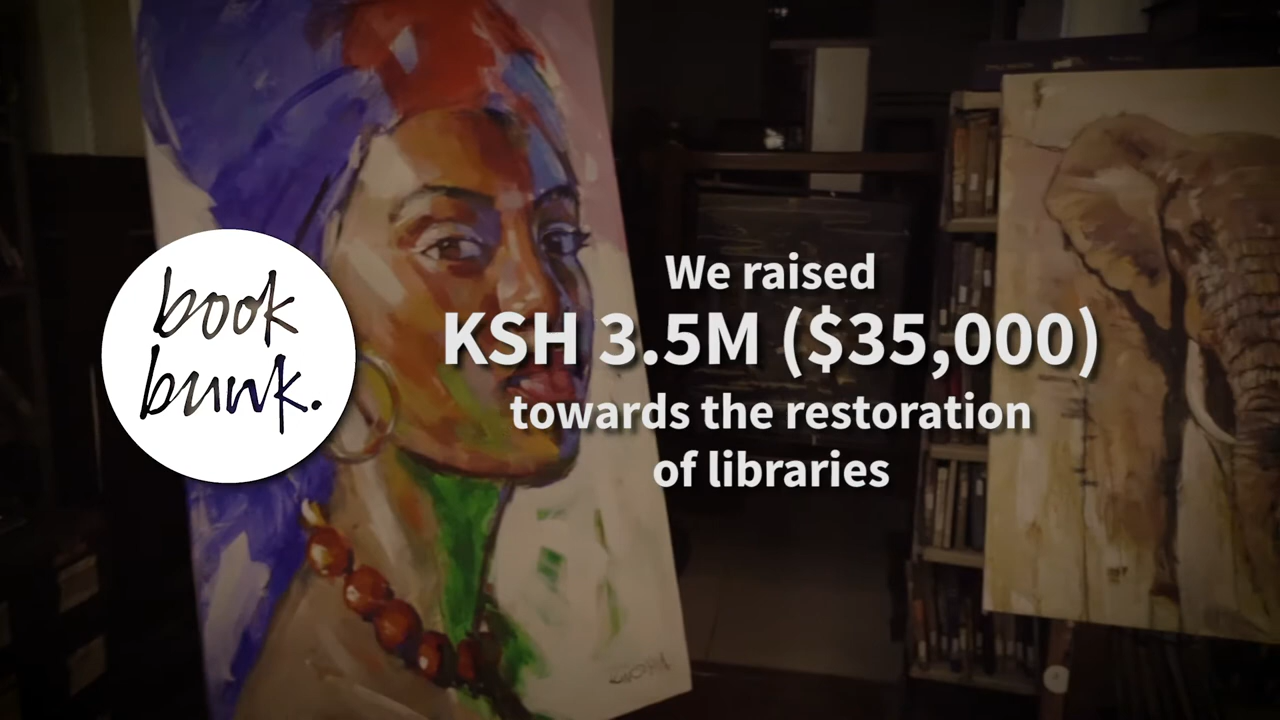 book
bunk.
We raised
KSH 3.5M ($35,000)
towards the restoration
of libraries